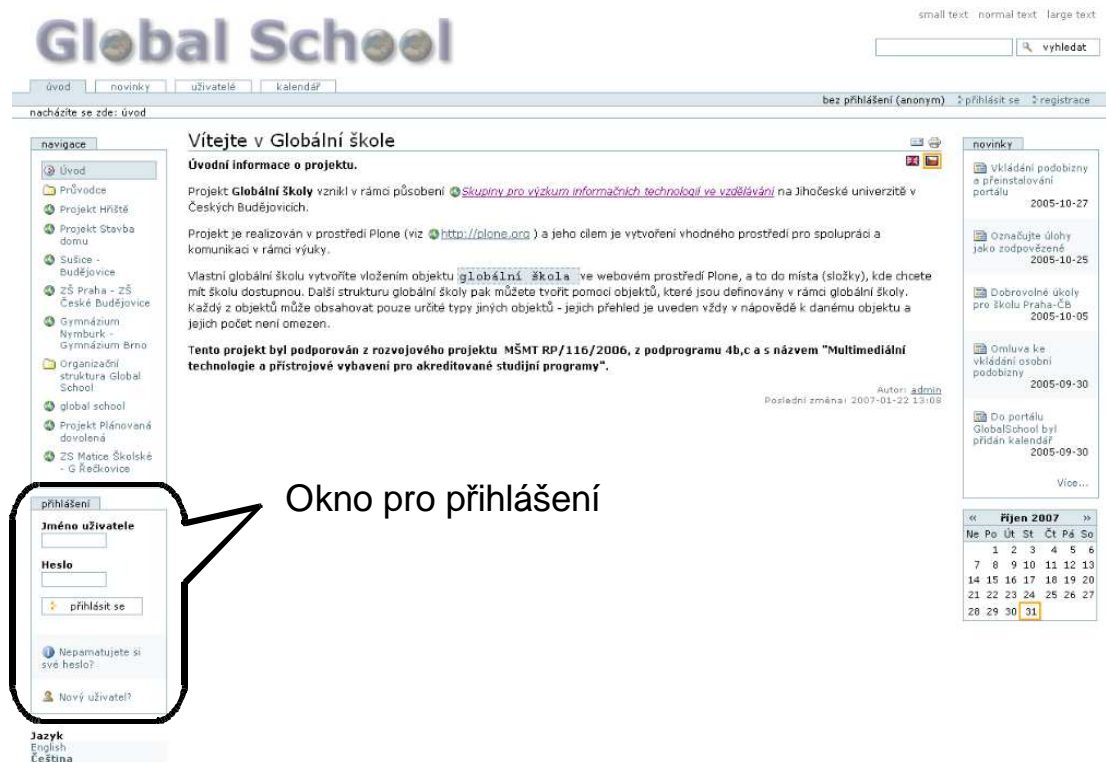 small text normal text large text
Global School
vyhledat
úvod novinky uživatelé kalendář
bez přihlášení (anonym) přihlásit se registrace
nacházíte se zde: úvod
navigace
Úvod
Průvodce
Projekt Hřiště
Projekt Stavba
domu
Sušice -
Budějovice
ZŠ Praha - ZŠ
České Budějovice
Gymnázium
Nymburk -
Gymnázium Brno
Organizační
struktura Global
School
global school
Projekt Plánovaná
dovolená
ZS Matice Školské
- G Řečkovice
přihlášení
Jméno uživatele
Heslo
přihlásit se
Nepamatujete si
své heslo?
Nový uživatel?
Jazyk
English
Čeština
Vítejte v Globální škole
Úvodní informace o projektu.
Projekt Globální školy vznikl v rámci působení Skupiny pro výzkum informačních technologií ve vzdělávání na Jihočeské univerzitě v
Českých Budějovicích.
Projekt je realizován v prostředí Plone (viz http://plone.org ) a jeho cílem je vytvoření vhodného prostředí pro spolupráci a
komunikaci v rámci výuky.
Vlastní globální školu vytvoříte vložením objektu globální škola ve webovém prostředí Plone, a to do místa (složky), kde chcete
mít školu dostupnou. Další strukturu globální školy pak můžete tvořit pomocí objektů, které jsou definovány v rámci globální školy.
Každý z objektů může obsahovat pouze určité typy jiných objektů - jejich přehled je uveden vždy v nápovědě k danému objektu a
jejich počet není omezen.
Tento projekt byl podporován z rozvojového projektu MŠMT RP/116/2006, z podprogramu 4b,c a s názvem "Multimediální
technologie a přístrojové vybavení pro akreditované studijní programy".
Autor: admin
Poslední změna: 2007-01-22 13:08
Okno pro přihlášení
novinky
Vkládání podobizny
a přeinstalování
portálu
2005-10-27
Označujte úlohy
jako zodpovězené
2005-10-25
Dobrovolné úkoly
pro školu Praha-ČB
2005-10-05
Omluva ke
vkládání osobní
podobizny
2005-09-30
Do portálu
GlobalSchool byl
přidán kalendář
2005-09-30
Více...
« říjen 2007 »
Ne Po Út St Čt Pá So
1 2 3 4 5 6
7 8 9 10 11 12 13
14 15 16 17 18 19 20
21 22 23 24 25 26 27
28 29 30 31